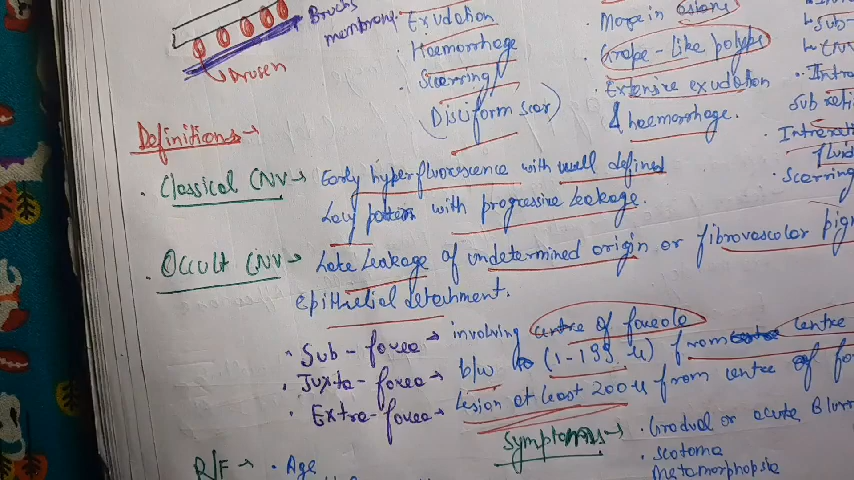 Bruch's
membrane
Drusen
· Exudation
· Haemorrhage
· Scarring
(Disciform scar)
· More in asians
· Grape-like polyps
· Extensive exudation
& haemorrhage.
Sub-
CNV
Intra
Sub reti
Intraret
fluid
Scarring
Definitions→
· Classical CNV→ Early hyperfluorescence with well defined
Lacy pattern with progressive leakage.
· Occult CNV→ Late leakage of undetermined origin or fibrovascular pig
epithelial detachment.
· Sub-fovea → involving centre of foveola
· Juxta-fovea → b/w (1-199 µ) from centre
· Extra-fovea → Lesion at least 200µ from centre of fo
Symptoms→ · Gradual or acute Blurr
· scotoma
Metamorphopsia
R/F → · Age